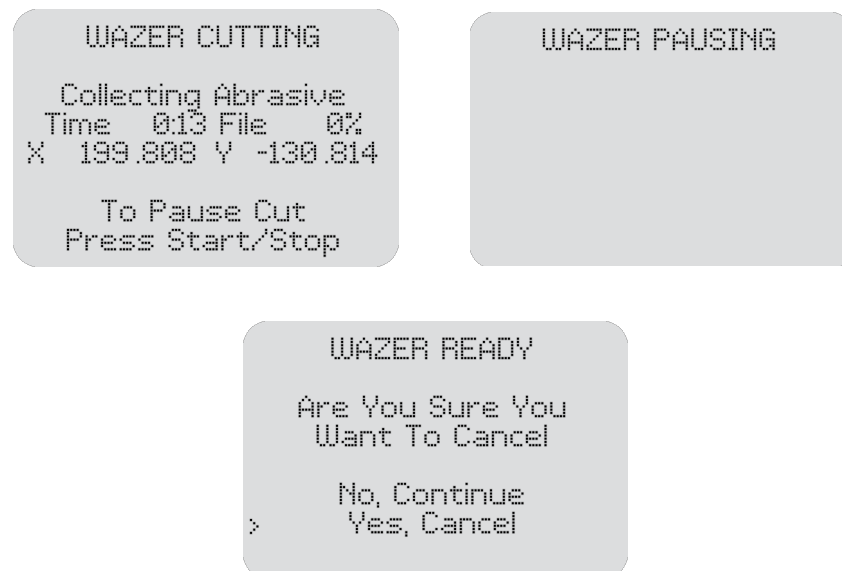 WAZER CUTTING
Collecting Abrasive
Time 0:13 File 0%
X 199.808 Y -130.814
To Pause Cut
Press Start/Stop
WAZER PAUSING
WAZER READY
Are You Sure You
Want To Cancel
No, Continue
> Yes, Cancel